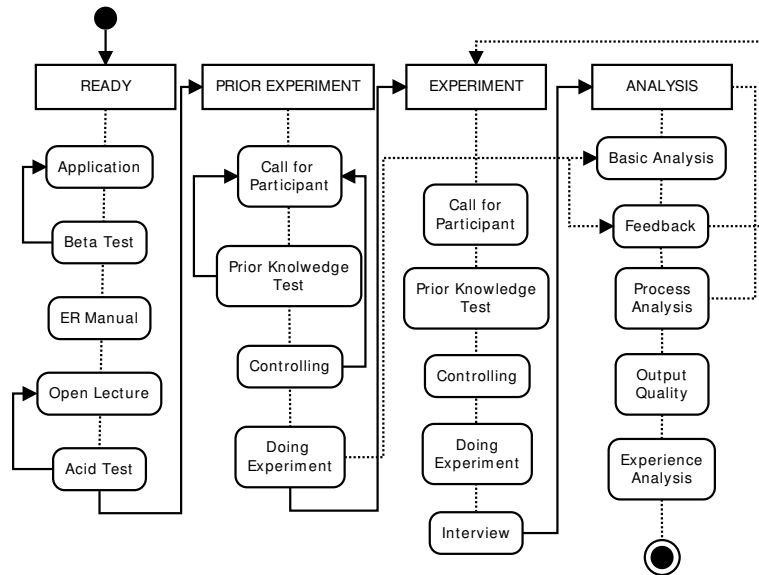 READY
Application
Beta Test
ER Manual
Open Lecture
Acid Test
PRIOR EXPERIMENT
Call for
Participant
Prior Knolwedge
Test
Controlling
Doing
Experiment
EXPERIMENT
Call for
Participant
Prior Knowledge
Test
Controlling
Doing
Experiment
Interview
ANALYSIS
Basic Analysis
Feedback
Process
Analysis
Output
Quality
Experience
Analysis